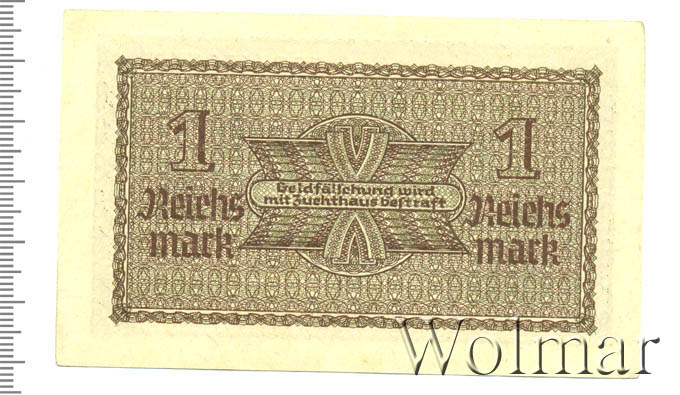 1
Reichs
mark
Geldfälschung wird
mit Zuchthaus bestraft
1
Reichs
mark
Wolmar